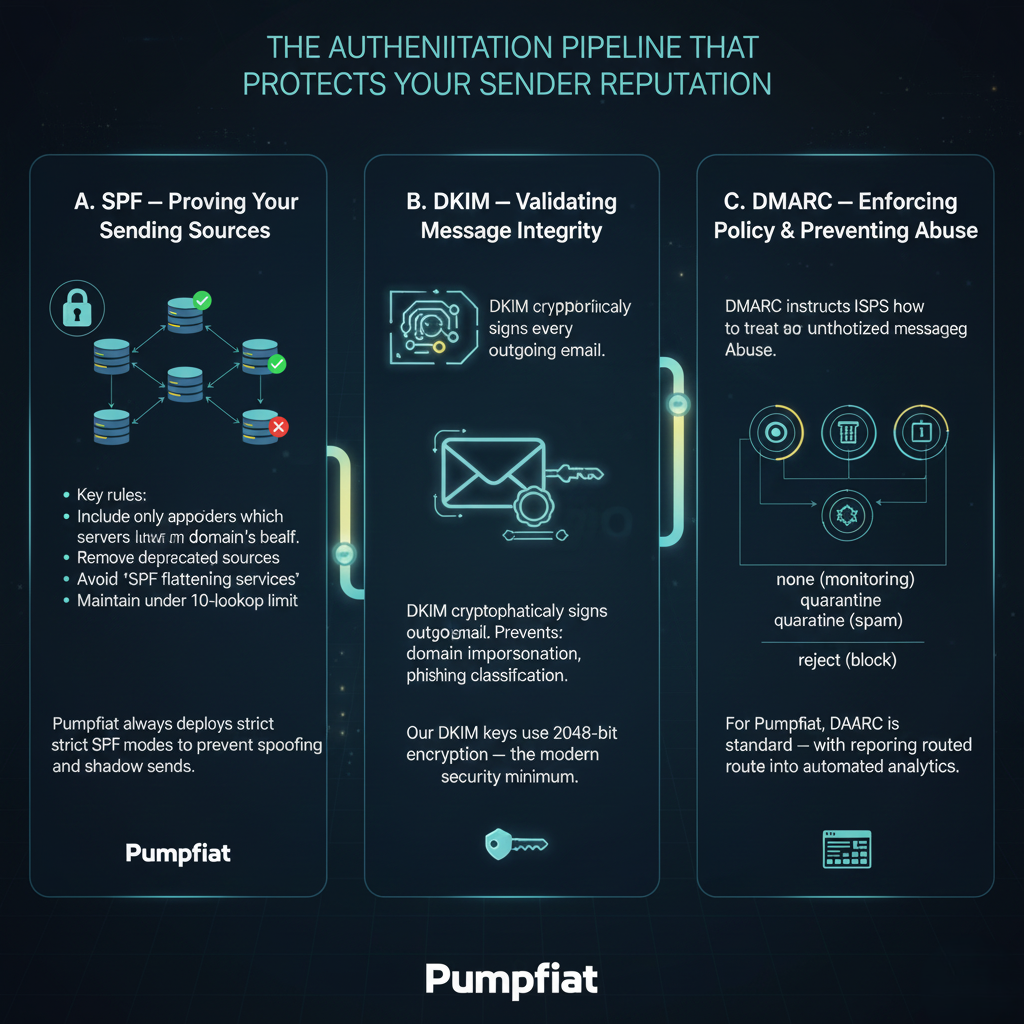 THE AUTHENIITATION PIPELINE THAT
PROTECTS YOUR SENDER REPUTATION
A. SPF – Proving Your
Sending Sources
• Key rules:
• Include only appoders which
servers domain's bealf.
• Remove deprecated sources
• Avoid 'SPF flattening services'
• Maintain under 10-lookop limit
Pumpfiat always deploys strict
strict SPF modes to prevent spoofing
and shadow sends.
Pumpfiat
B. DKIM – Validating
Message Integrity
DKIM
signs every
outgoing email.
DKIM cryptophaticaly signs
Prevents:
domain imporsonation,
phishing classifcation.
Our DKIM keys use 2048-bit
encryption — the modern
security minimum.
C. DMARC – Enforcing
Policy & Preventing Abuse
DMARC instructs ISPS how
to treat unthotized messageg
Abuse.
none (monitoring)
quarantine
quaratine (spam)
reject (block)
For Pumpfiat, DAARC is
standard — with reporing routed
route into automated analytics.
Pumpfiat